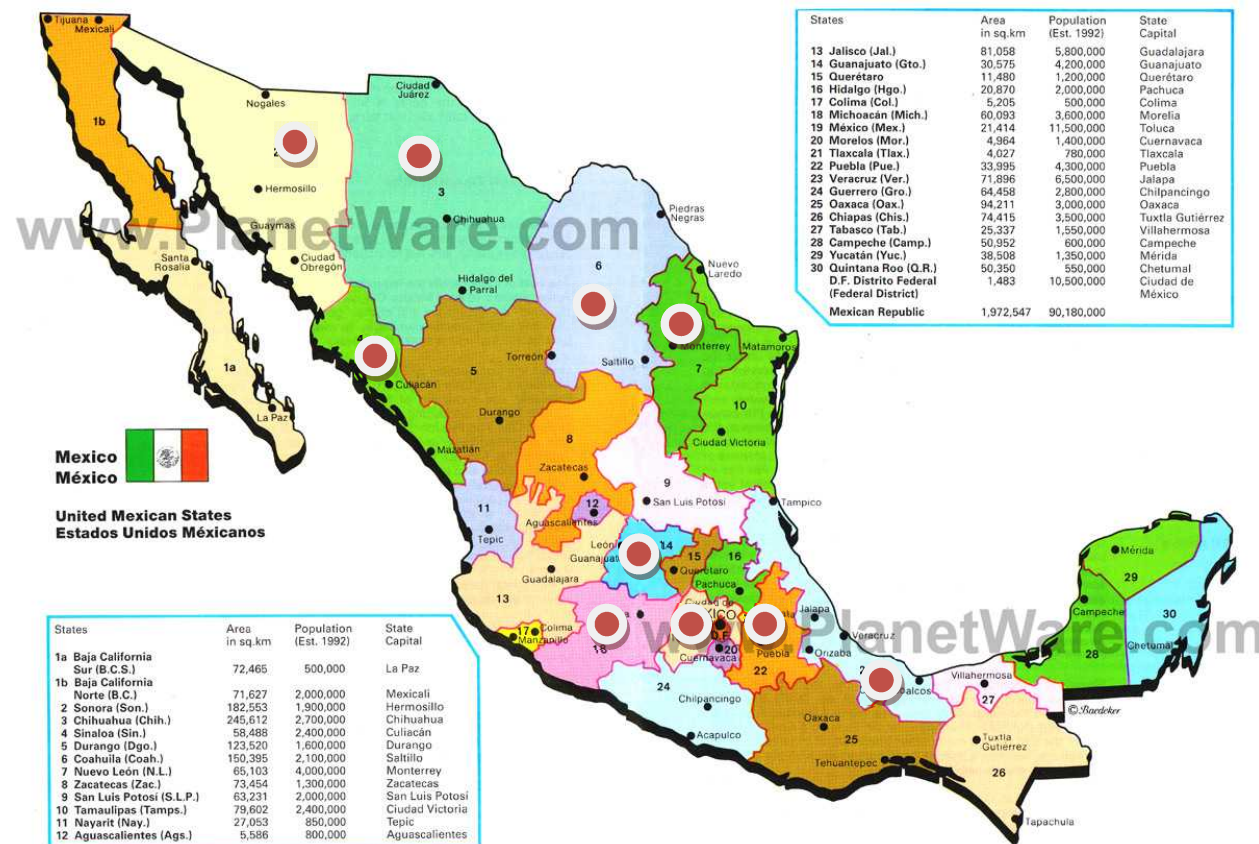 Tijuana
Mexicali
Nogales
Ciudad
Juárez
1b
Hermosillo
3
Chihuahua
Piedras
Negras
www.PlanetWare.com
Guaymas
Santa
Rosalia
Ciudad
Obregón
6
Nuevo
Laredo
Hidalgo del
Parral
Monterrey
Matamoros
Torreón
Saltillo
1a
5
7
Culiacán
10
La Paz
Durango
8
Ciudad Victoria
Mazatlán
Zacatecas
9
San Luis Potosí
Tampico
11
12
Aguascalientes
Tepic
León
14
Guanajuato
15
16
Querétaro
Mérida
29
Guadalajara
Pachuca
13
Ciudad de
Campeche
30
Jalapa
17
Colima
Manzanillo
D.F.
www.PlanetWare.com
Veracruz
Chetumal
18
Cuernavaca
20
Puebla
Orizaba
28
22
24
Villahermosa
27
Chilpancingo
© Baedeker
Oaxaca
Acapulco
25
Tuxtla
Gutiérrez
Tehuantepec
26
Tapachula
Mexico
México
United Mexican States
Estados Unidos Méxicanos
States Area in sq.km Population (Est. 1992) State Capital
1a Baja California
Sur (B.C.S.) 72,465 500,000 La Paz
1b Baja California
Norte (B.C.) 71,627 2,000,000 Mexicali
2 Sonora (Son.) 182,553 1,900,000 Hermosillo
3 Chihuahua (Chih.) 245,612 2,700,000 Chihuahua
4 Sinaloa (Sin.) 58,488 2,400,000 Culiacán
5 Durango (Dgo.) 123,520 1,600,000 Durango
6 Coahuila (Coah.) 150,395 2,100,000 Saltillo
7 Nuevo León (N.L.) 65,103 4,000,000 Monterrey
8 Zacatecas (Zac.) 73,454 1,300,000 Zacatecas
9 San Luis Potosí (S.L.P.) 63,231 2,000,000 San Luis Potosí
10 Tamaulipas (Tamps.) 79,602 2,400,000 Ciudad Victoria
11 Nayarit (Nay.) 27,053 850,000 Tepic
12 Aguascalientes (Ags.) 5,586 800,000 Aguascalientes
States Area in sq.km Population (Est. 1992) State Capital
13 Jalisco (Jal.) 81,058 5,800,000 Guadalajara
14 Guanajuato (Gto.) 30,575 4,200,000 Guanajuato
15 Querétaro 11,480 1,200,000 Querétaro
16 Hidalgo (Hgo.) 20,870 2,000,000 Pachuca
17 Colima (Col.) 5,205 500,000 Colima
18 Michoacán (Mich.) 60,093 3,600,000 Morelia
19 México (Mex.) 21,414 11,500,000 Toluca
20 Morelos (Mor.) 4,964 1,400,000 Cuernavaca
21 Tlaxcala (Tlax.) 4,027 780,000 Tlaxcala
22 Puebla (Pue.) 33,995 4,300,000 Puebla
23 Veracruz (Ver.) 71,896 6,500,000 Jalapa
24 Guerrero (Gro.) 64,458 2,800,000 Chilpancingo
25 Oaxaca (Oax.) 94,211 3,000,000 Oaxaca
26 Chiapas (Chis.) 74,415 3,500,000 Tuxtla Gutiérrez
27 Tabasco (Tab.) 25,337 1,550,000 Villahermosa
28 Campeche (Camp.) 50,952 600,000 Campeche
29 Yucatán (Yuc.) 38,508 1,350,000 Mérida
30 Quintana Roo (Q.R.) 50,350 550,000 Chetumal
D.F. Distrito Federal 1,483 10,500,000 Ciudad de
(Federal District) México
Mexican Republic 1,972,547 90,180,000